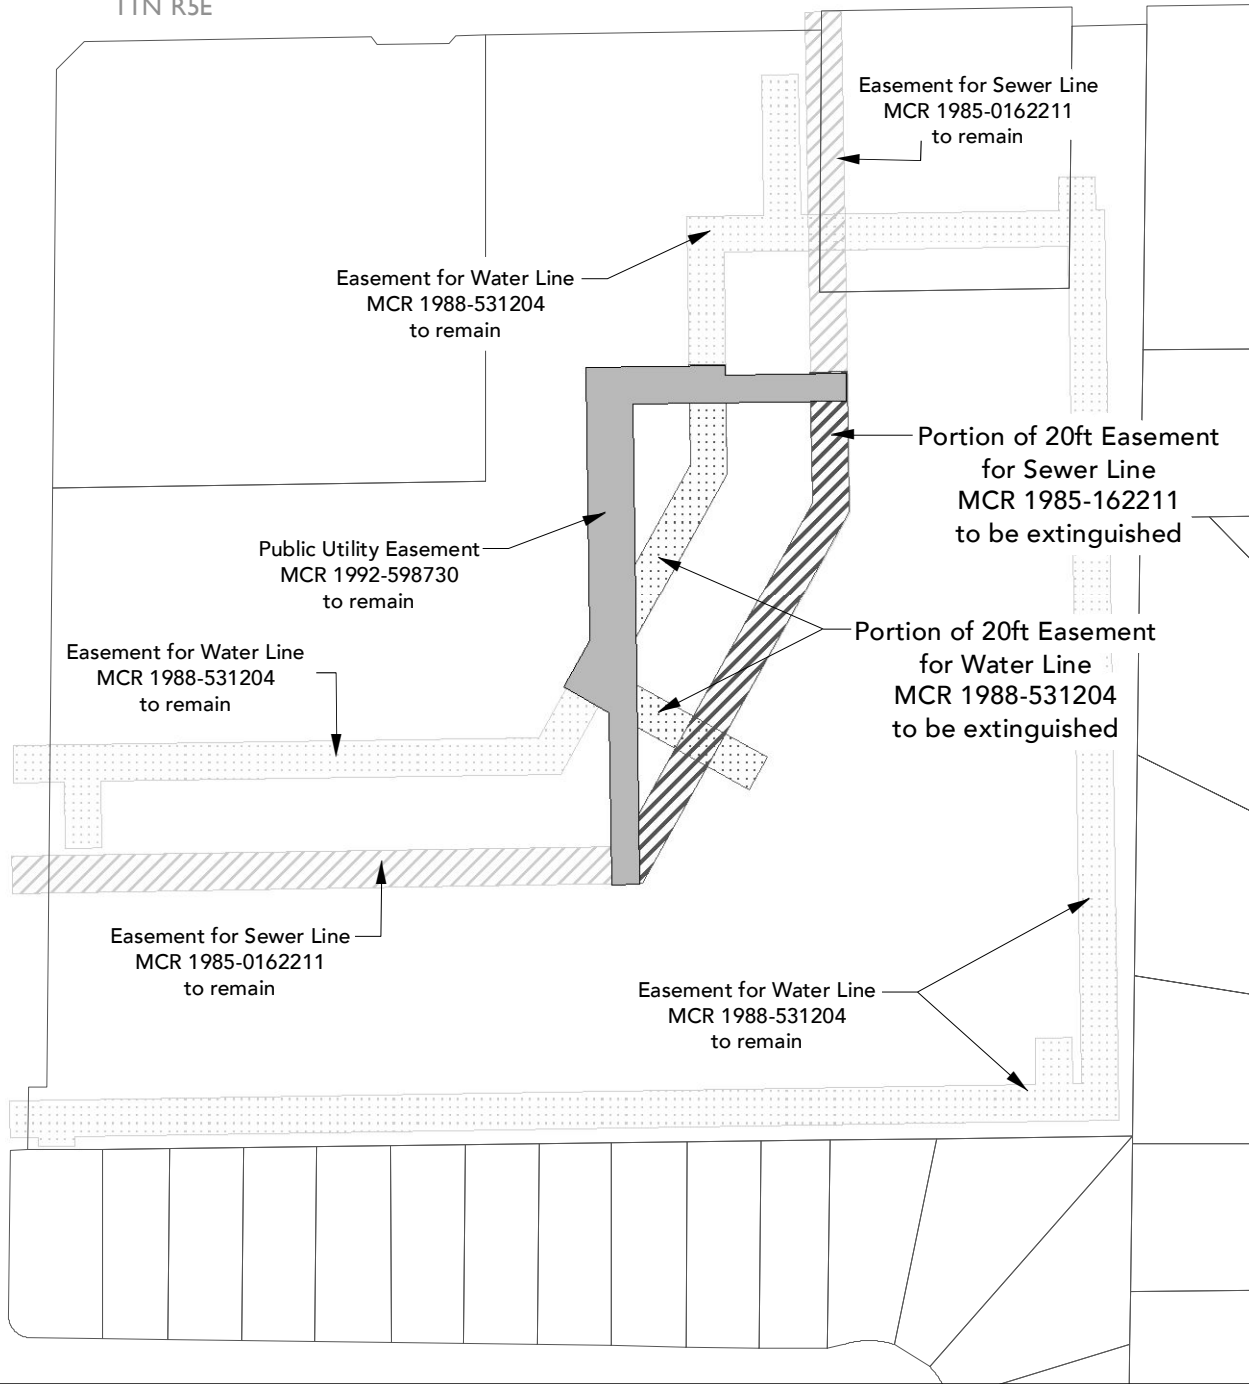 T1N R5E
Easement for Sewer Line
MCR 1985-0162211
to remain
Easement for Water Line
MCR 1988-531204
to remain
Portion of 20ft Easement
for Sewer Line
MCR 1985-162211
to be extinguished
Public Utility Easement
MCR 1992-598730
to remain
Portion of 20ft Easement
for Water Line
MCR 1988-531204
to be extinguished
Easement for Water Line
MCR 1988-531204
to remain
Easement for Sewer Line
MCR 1985-0162211
to remain
Easement for Water Line
MCR 1988-531204
to remain